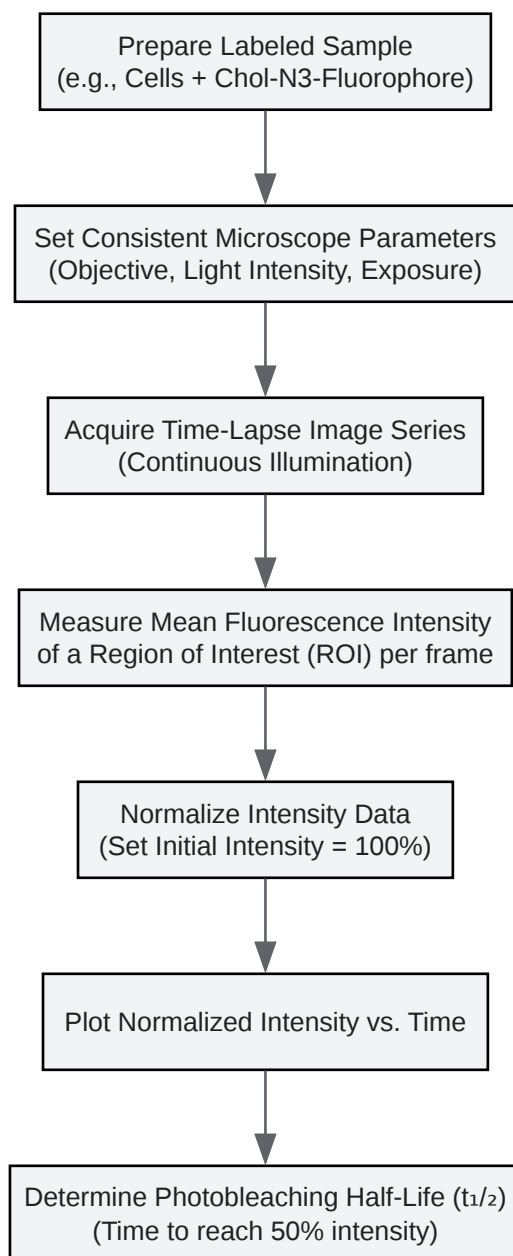 Prepare Labeled Sample
(e.g., Cells + Chol-N3-Fluorophore)
Set Consistent Microscope Parameters
(Objective, Light Intensity, Exposure)
Acquire Time-Lapse Image Series
(Continuous Illumination)
Measure Mean Fluorescence Intensity
of a Region of Interest (ROI) per frame
Normalize Intensity Data
(Set Initial Intensity = 100%)
Plot Normalized Intensity vs. Time
Determine Photobleaching Half-Life (t₁/₂)
(Time to reach 50% intensity)